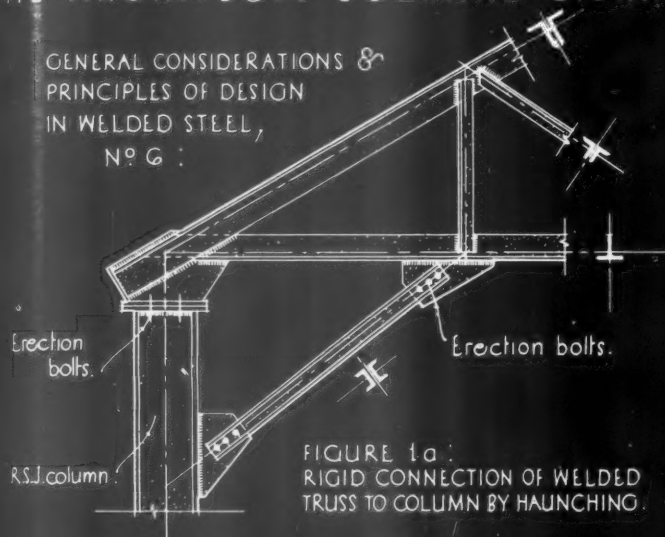 GENERAL CONSIDERATIONS &
PRINCIPLES OF DESIGN
IN WELDED STEEL,
Nº 6 :
Erection
bolts.
Erection bolts.
R.S.J. column.
FIGURE 1a :
RIGID CONNECTION OF WELDED
TRUSS TO COLUMN BY HAUNCHING.